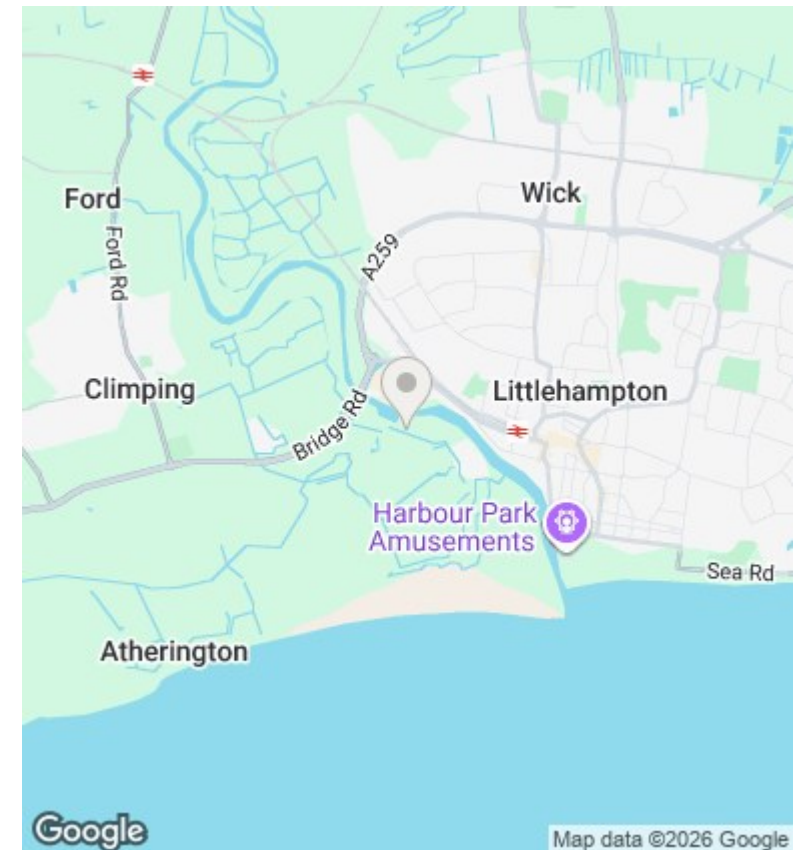 Ford
Wick
Ford Rd
A259
Climping
Bridge Rd
Littlehampton
Harbour Park
Amusements
Sea Rd
Atherington
Google
Map data ©2026 Google